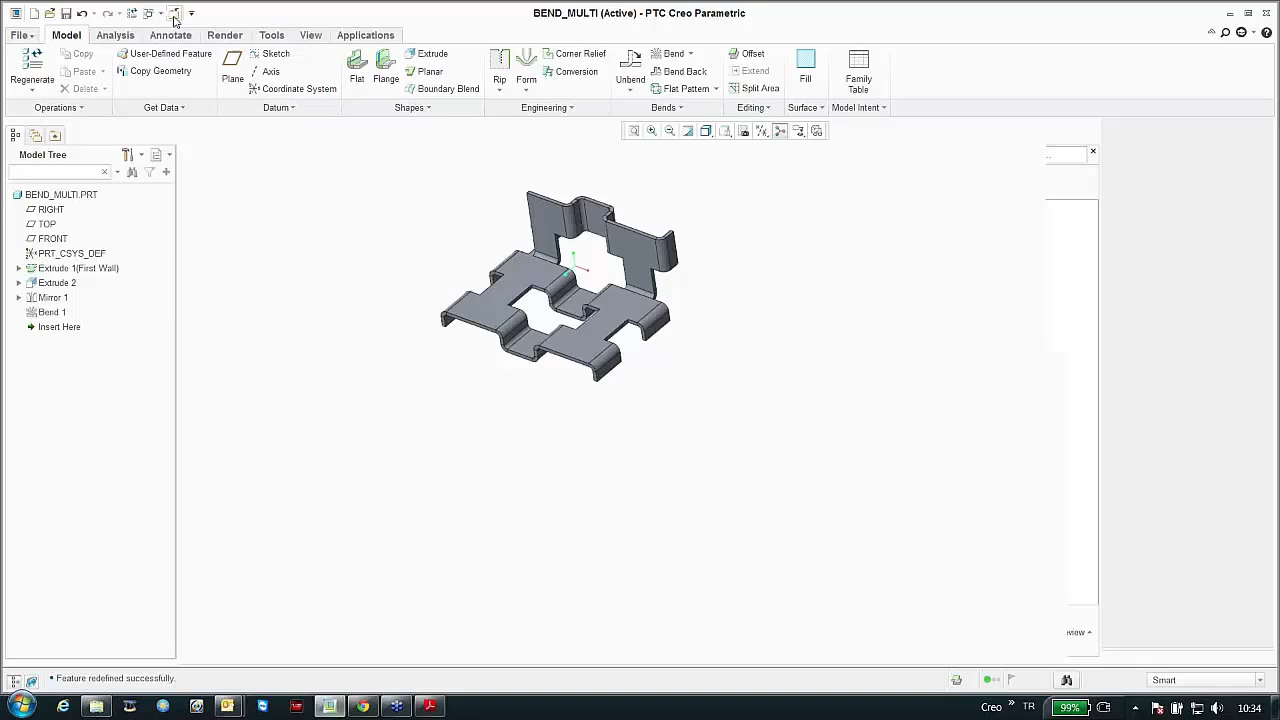 BEND_MULTI (Active) - PTC Creo Parametric
File Model Analysis Annotate Render Tools View Applications
Regenerate Copy Paste Delete
User-Defined Feature
Copy Geometry
Plane Sketch Axis Coordinate System
Flat Flange Extrude Planar Boundary Blend
Rip Form Corner Relief Conversion
Unbend Bend Bend Back Flat Pattern
Offset Extend Split Area
Fill
Family Table
Operations Get Data Datum Shapes Engineering Bends Editing Surface Model Intent
Model Tree
...
BEND_MULTI.PRT
RIGHT
TOP
FRONT
PRT_CSYS_DEF
Extrude 1(First Wall)
Extrude 2
Mirror 1
Bend 1
Insert Here
view
• Feature redefined successfully.
Smart
Creo » TR 99% 10:34